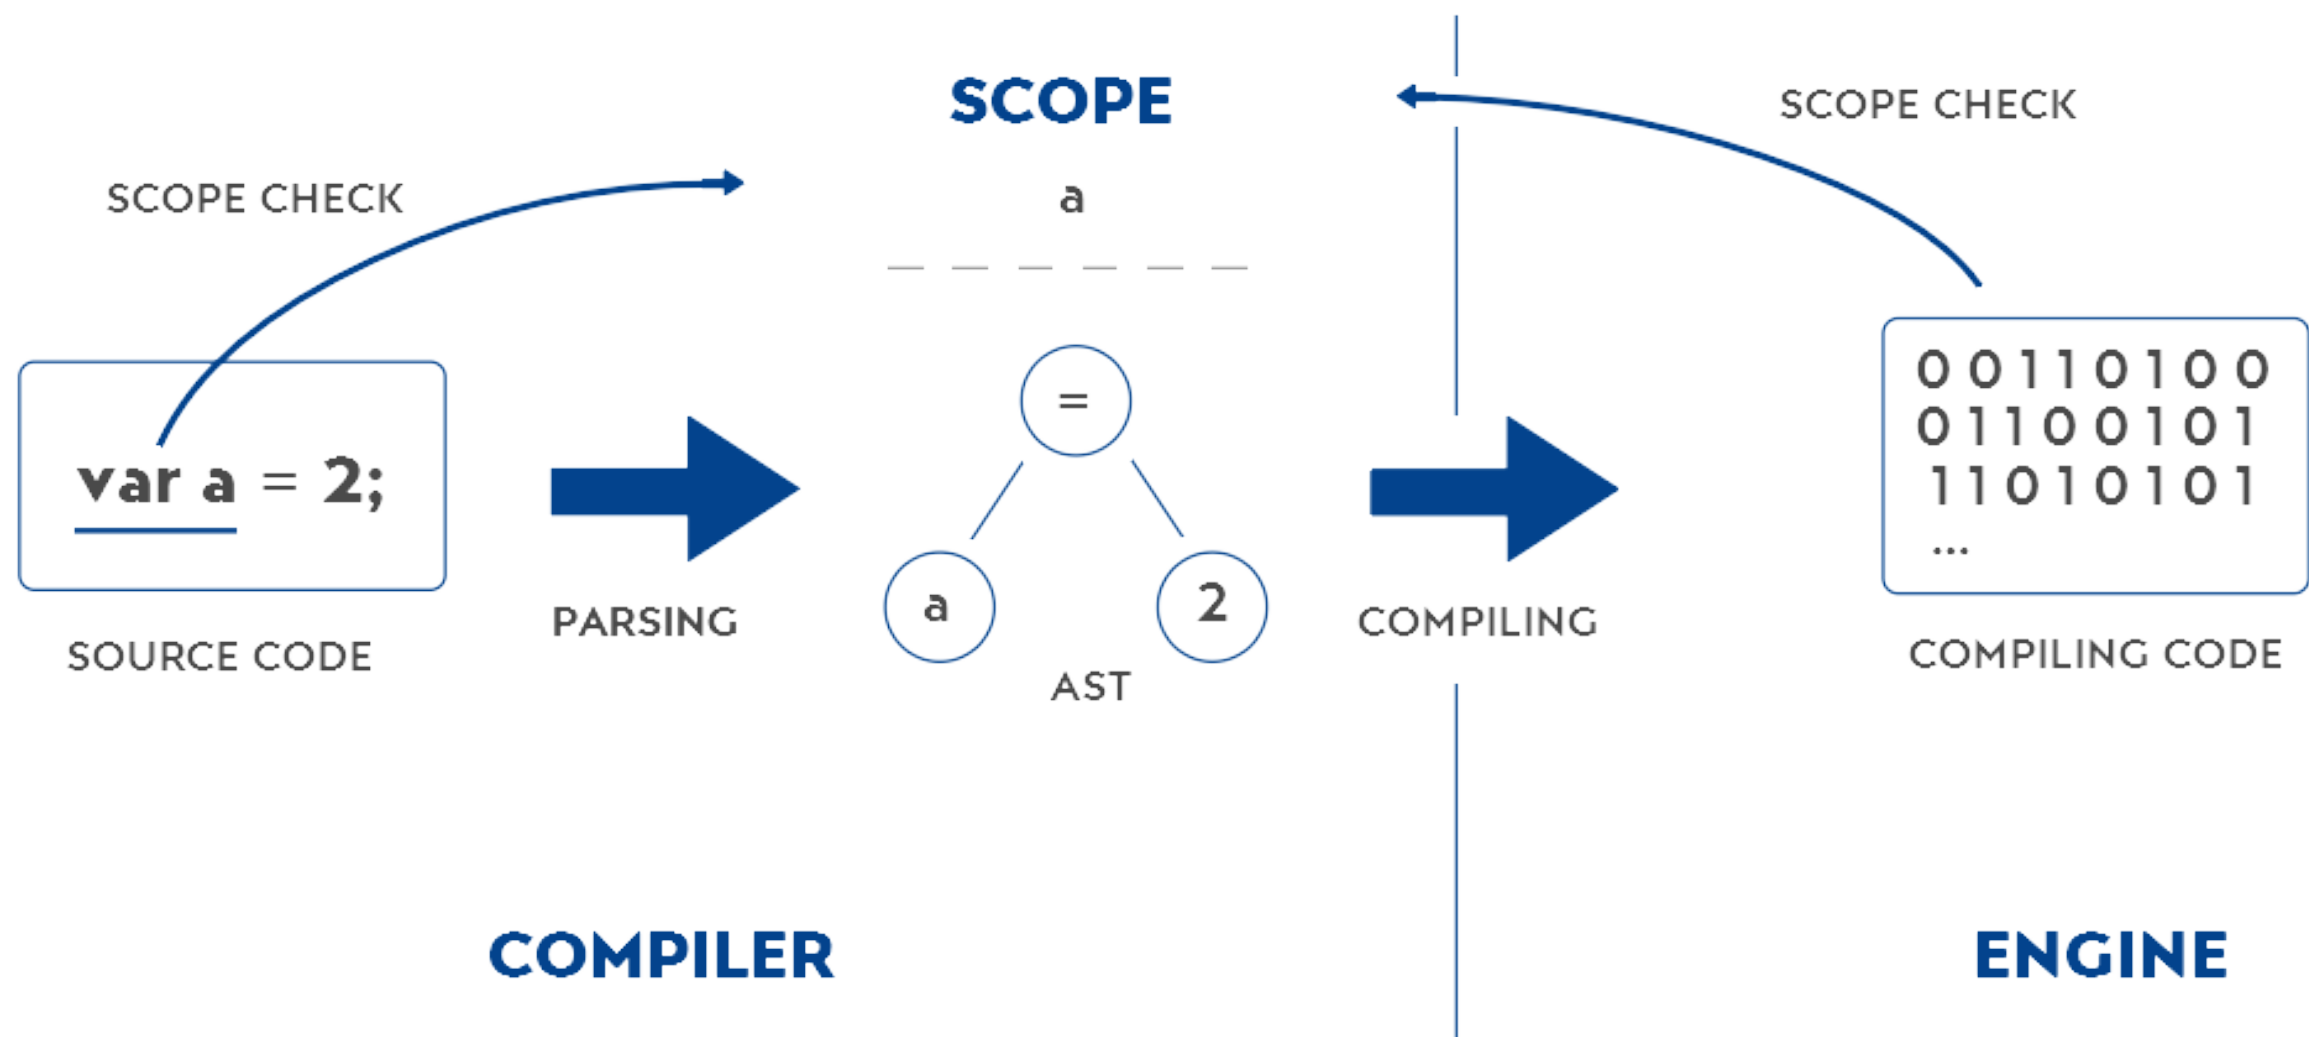 SCOPE
SCOPE CHECK
SCOPE CHECK
a
var a = 2;
=
a
2
0 0 1 1 0 1 0 0
0 1 1 0 0 1 0 1
1 1 0 1 0 1 0 1
...
SOURCE CODE
PARSING
AST
COMPILING
COMPILING CODE
COMPILER
ENGINE